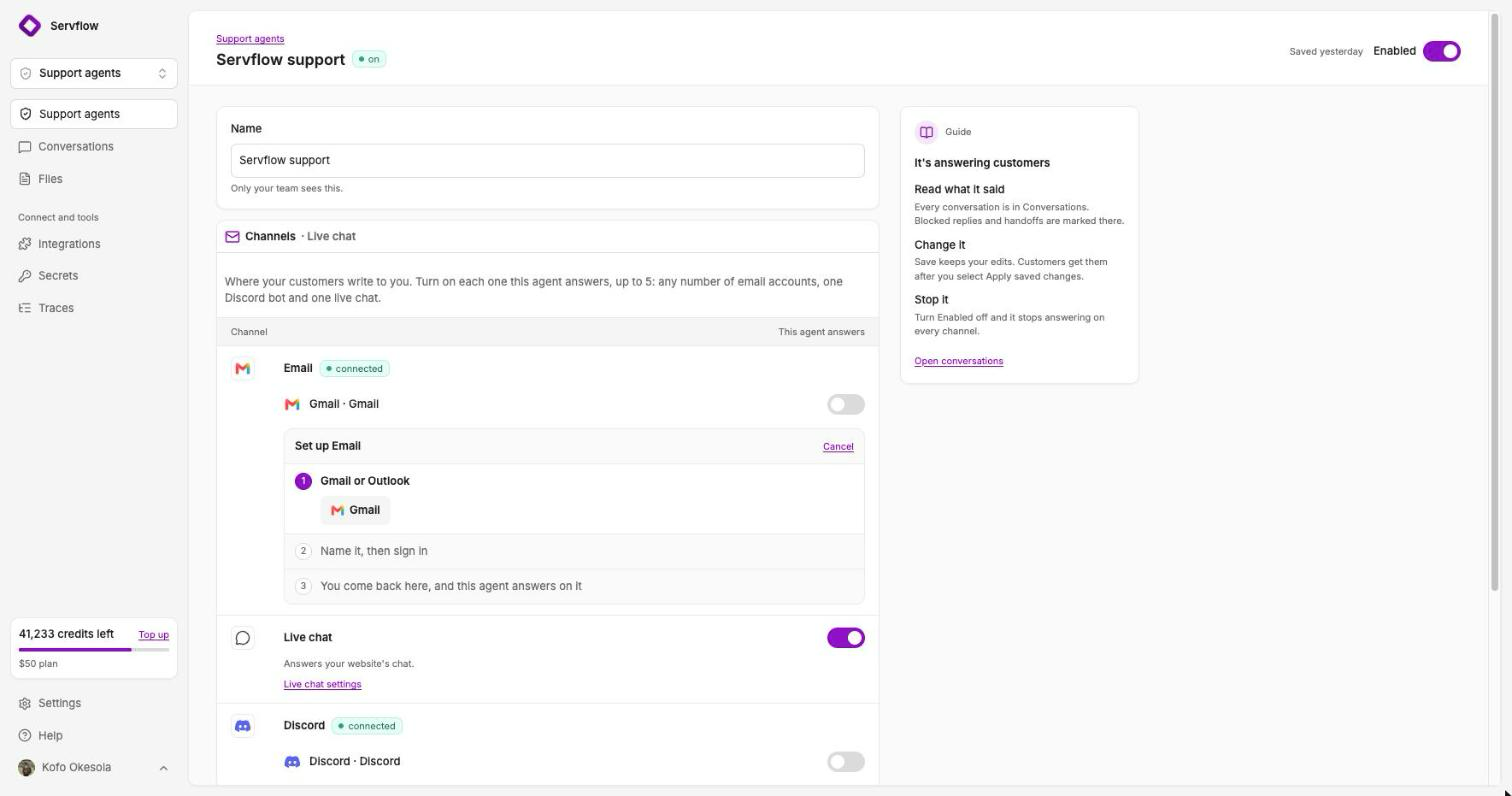 Servflow
Support agents
Support agents
Conversations
Files
Connect and tools
Integrations
Secrets
Traces
41,233 credits left
Top up
$50 plan
Settings
Help
Kofo Okesola
Support agents
Servflow support
on
Saved yesterday
Enabled
Name
Servflow support
Only your team sees this.
Channels · Live chat
Where your customers write to you. Turn on each one this agent answers, up to 5: any number of email accounts, one
Discord bot and one live chat.
Channel
This agent answers
Email
connected
Gmail · Gmail
Set up Email
Cancel
1
Gmail or Outlook
Gmail
2
Name it, then sign in
3
You come back here, and this agent answers on it
Live chat
Answers your website's chat.
Live chat settings
Discord
connected
Discord · Discord
Guide
It's answering customers
Read what it said
Every conversation is in Conversations.
Blocked replies and handoffs are marked there.
Change it
Save keeps your edits. Customers get them
after you select Apply saved changes.
Stop it
Turn Enabled off and it stops answering on
every channel.
Open conversations